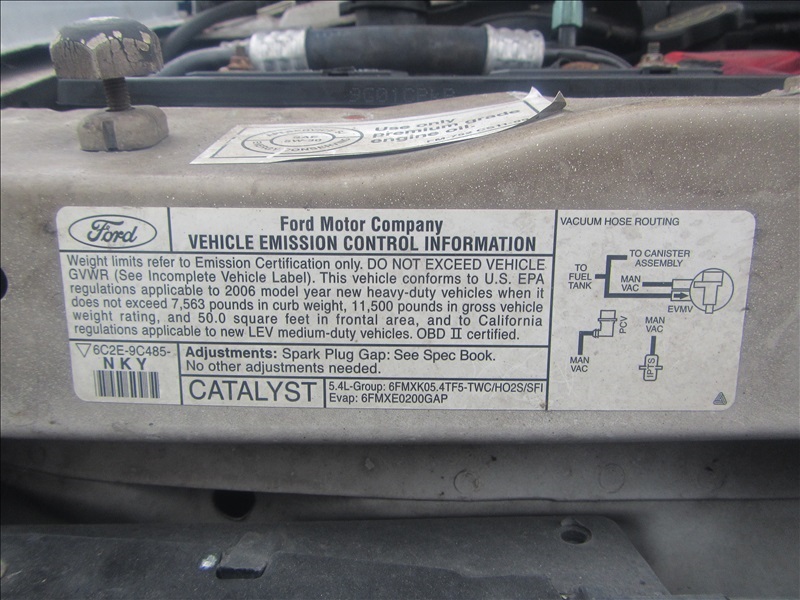 SAE
5W-20
Use only
premium grade
engine oil.
Ford
Ford Motor Company
VEHICLE EMISSION CONTROL INFORMATION
Weight limits refer to Emission Certification only. DO NOT EXCEED VEHICLE
GVWR (See Incomplete Vehicle Label). This vehicle conforms to U.S. EPA
regulations applicable to 2006 model year new heavy-duty vehicles when it
does not exceed 7,563 pounds in curb weight, 11,500 pounds in gross vehicle
weight rating, and 50.0 square feet in frontal area, and to California
regulations applicable to new LEV medium-duty vehicles. OBD II certified.
6C2E-9C485-
NKY
Adjustments: Spark Plug Gap: See Spec Book.
No other adjustments needed.
CATALYST
5.4L-Group: 6FMXK05.4TF5-TWC/HO2S/SFI
Evap: 6FMXE0200GAP
VACUUM HOSE ROUTING
TO CANISTER
ASSEMBLY
TO
FUEL
TANK
MAN
VAC
EVMV
PCV
MAN
VAC
MAN
VAC
IPTS